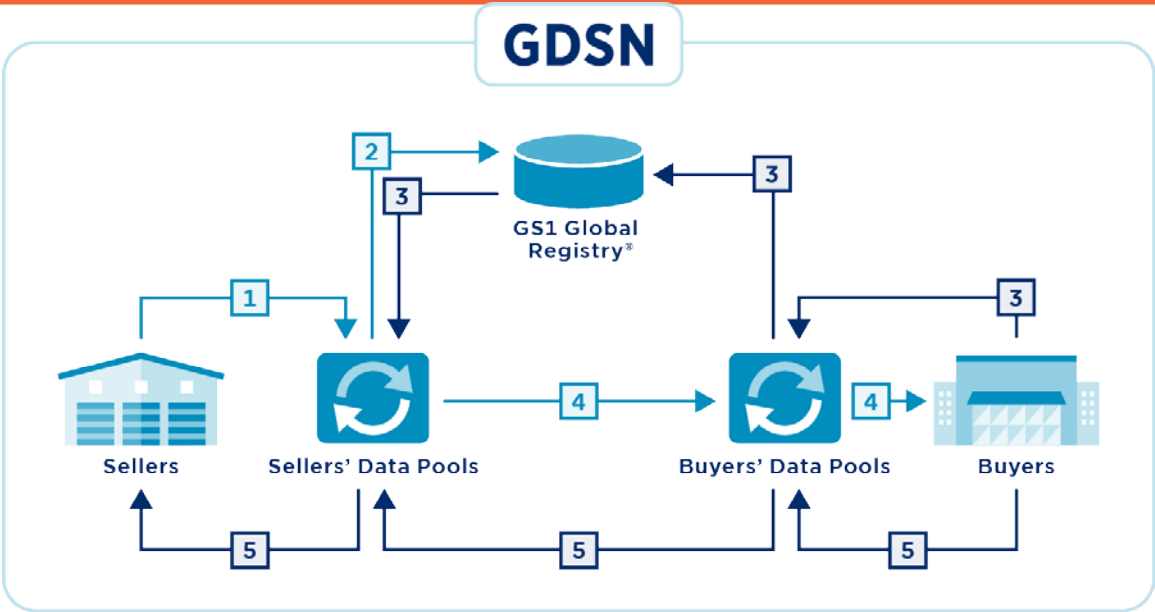 GDSN
2
3
3
GS1 Global
Registry®
1
3
4
4
Sellers
Sellers’ Data Pools
Buyers’ Data Pools
Buyers
5
5
5